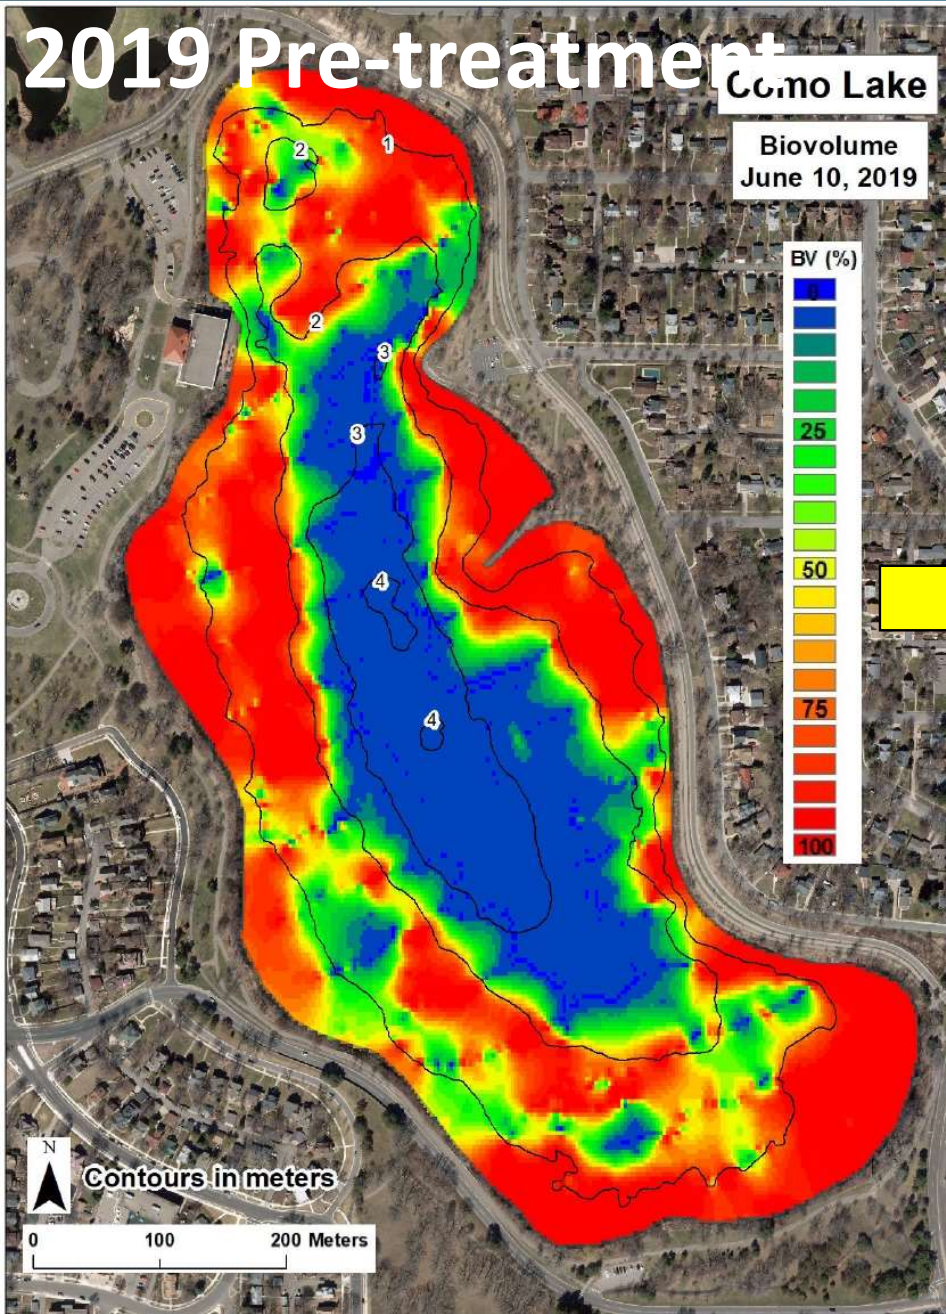 2019 Pre-treatment
Como Lake
Biovolume
June 10, 2019
BV (%)
0
25
50
75
100
1
2
2
3
3
4
4
N
Contours in meters
0 100 200 Meters